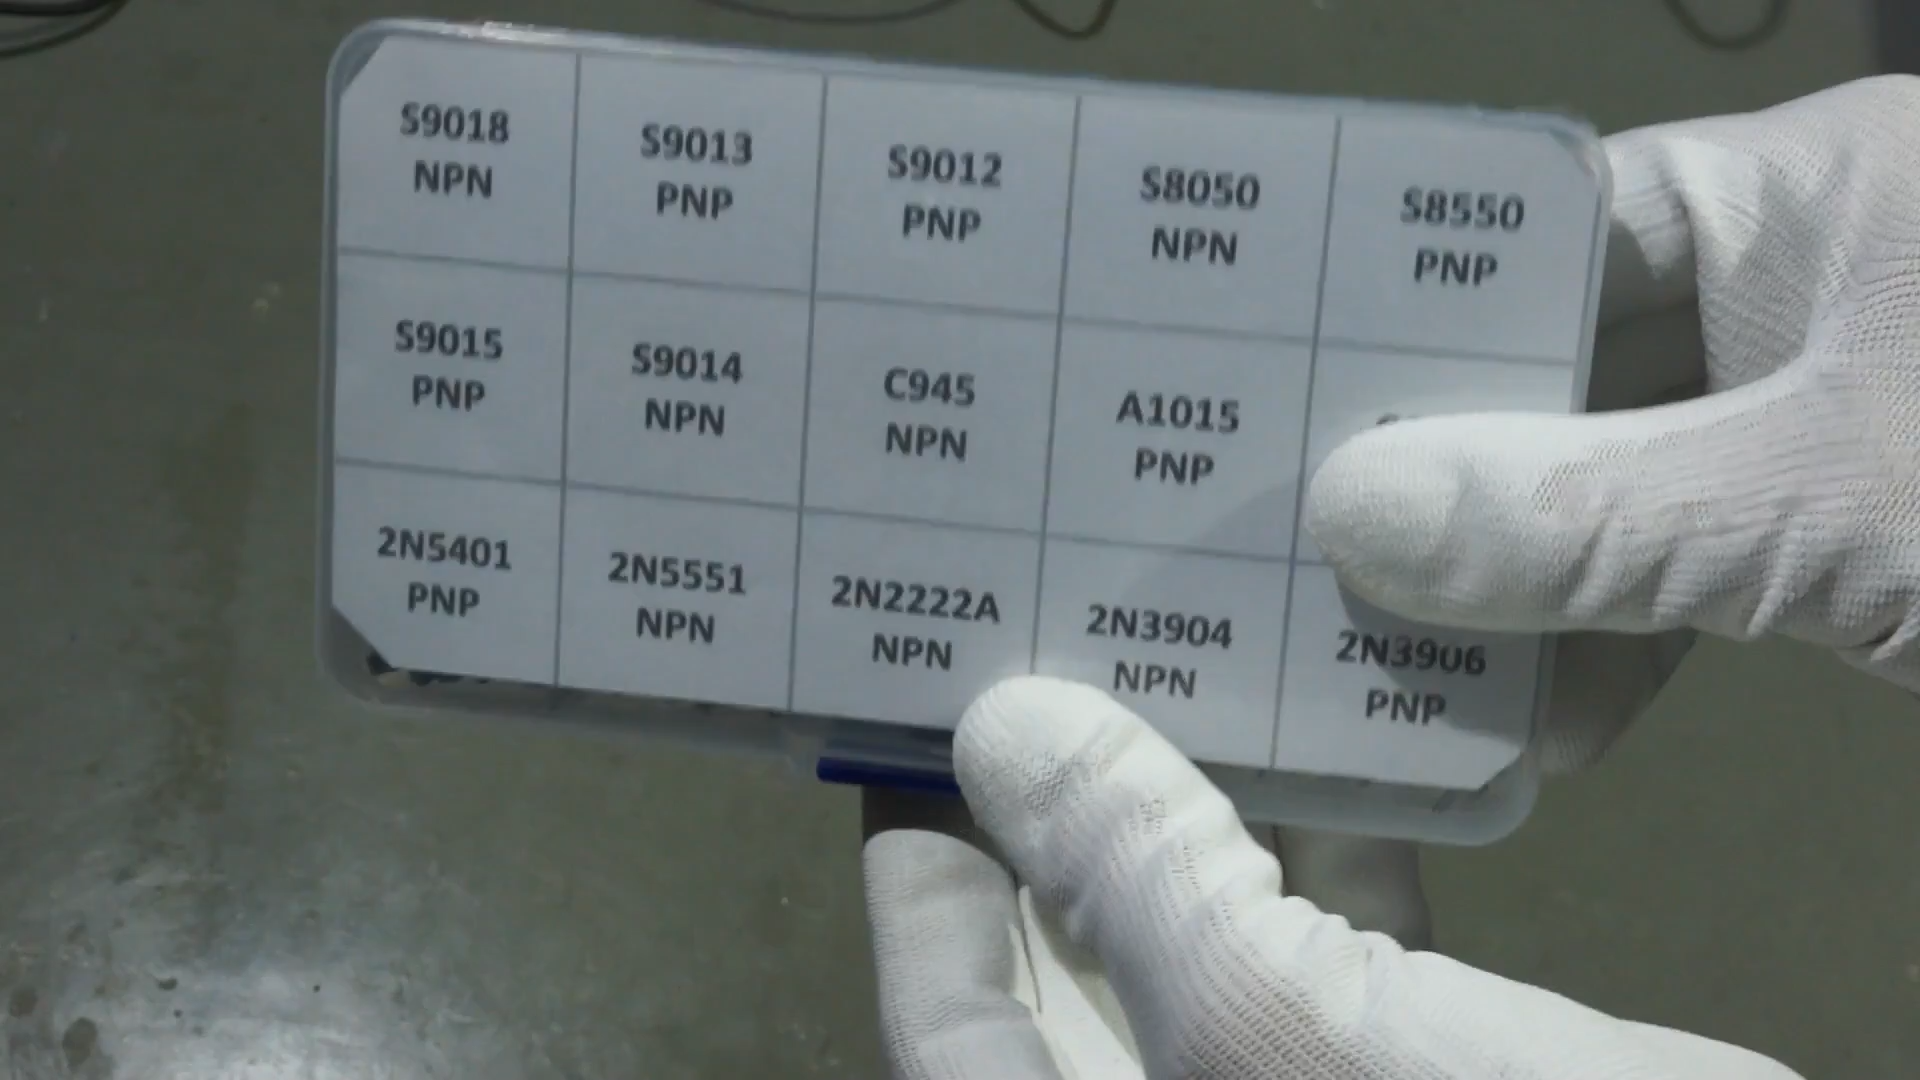 S9018
NPN
S9013
PNP
S9012
PNP
S8050
NPN
S8550
PNP
S9015
PNP
S9014
NPN
C945
NPN
A1015
PNP
2N5401
PNP
2N5551
NPN
2N2222A
NPN
2N3904
NPN
2N3906
PNP